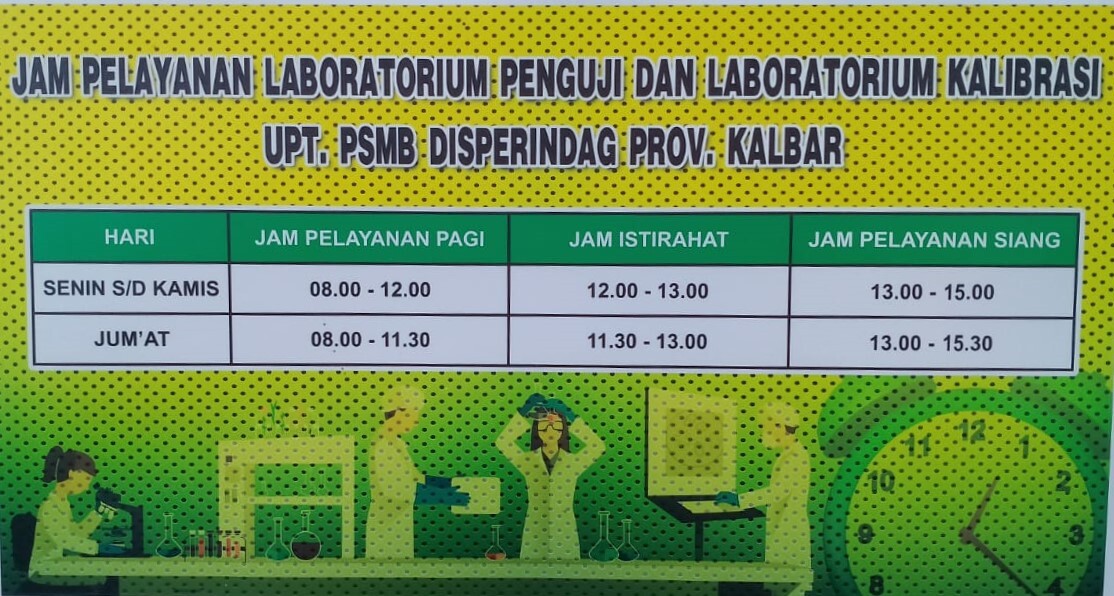 JAM PELAYANAN LABORATORIUM PENGUJI DAN LABORATORIUM KALIBRASI
UPT. PSMB DISPERINDAG PROV. KALBAR
HARI JAM PELAYANAN PAGI JAM ISTIRAHAT JAM PELAYANAN SIANG
SENIN S/D KAMIS 08.00 - 12.00 12.00 - 13.00 13.00 - 15.00
JUM'AT 08.00 - 11.30 11.30 - 13.00 13.00 - 15.30
11 12 1
10 2
9 3
8 4